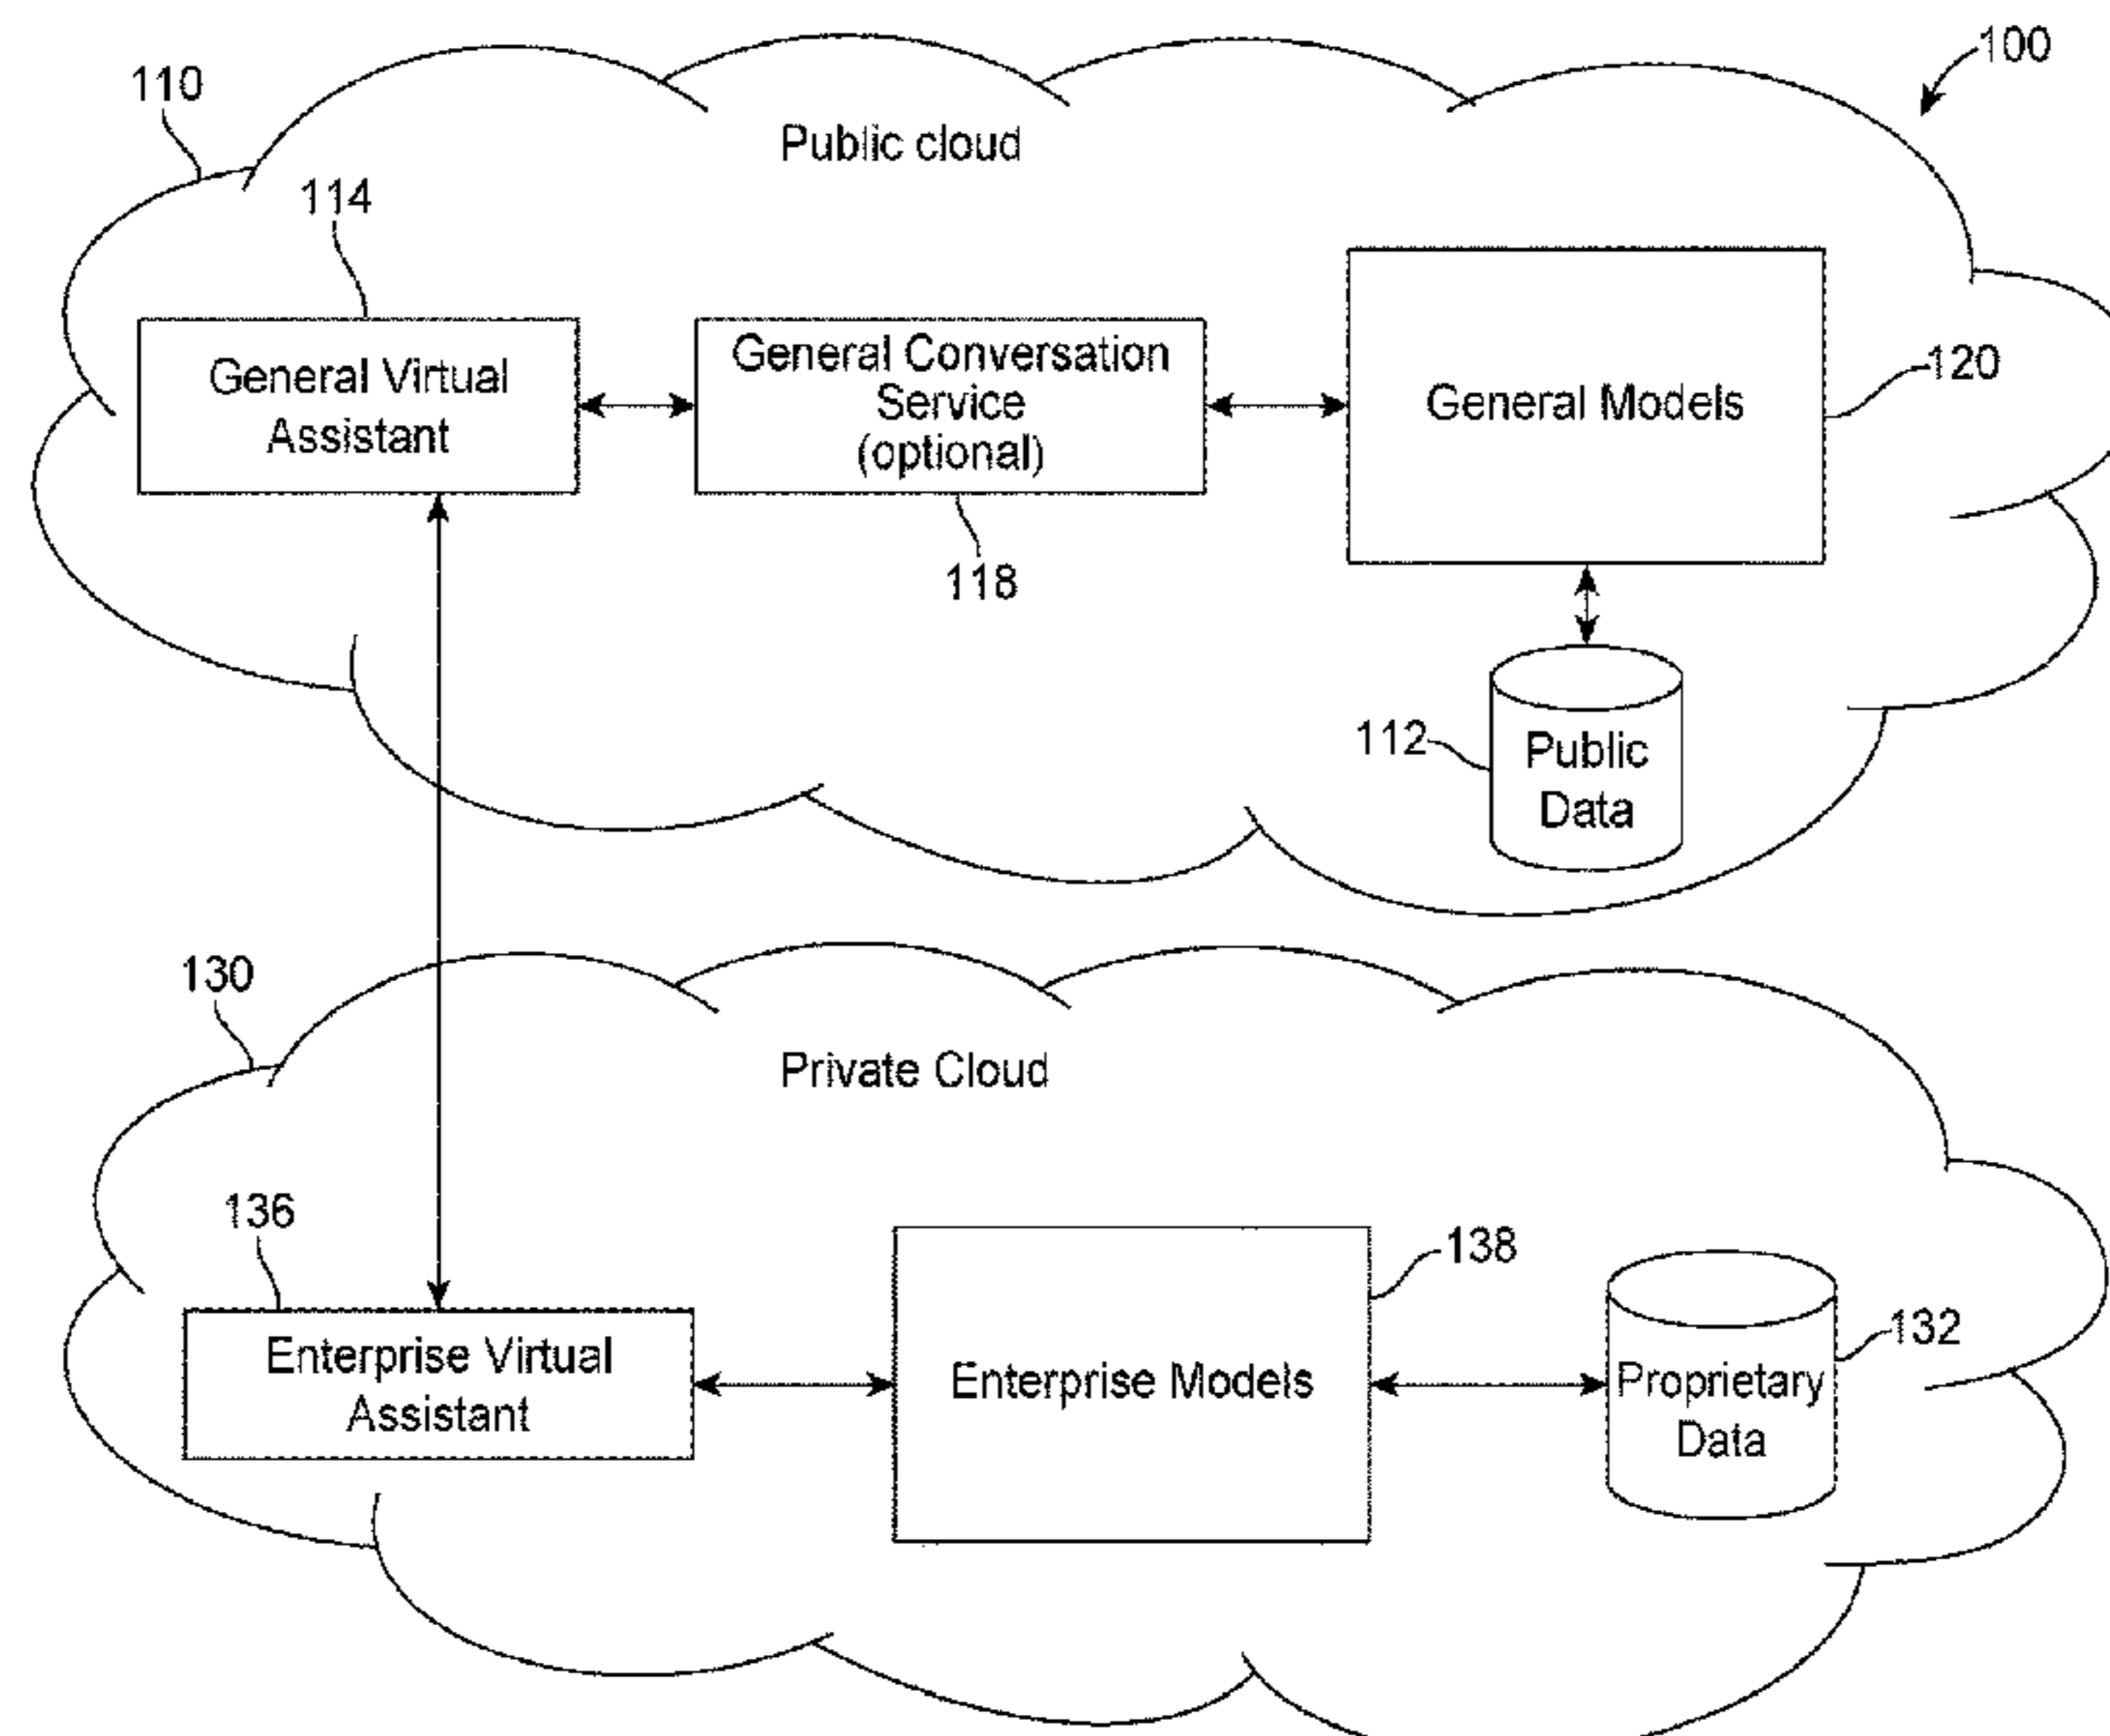 100
110
Public cloud
114
General Virtual
Assistant
General Conversation
Service
(optional)
General Models
120
118
112
Public
Data
130
Private Cloud
136
138
132
Enterprise Virtual
Assistant
Enterprise Models
Proprietary
Data